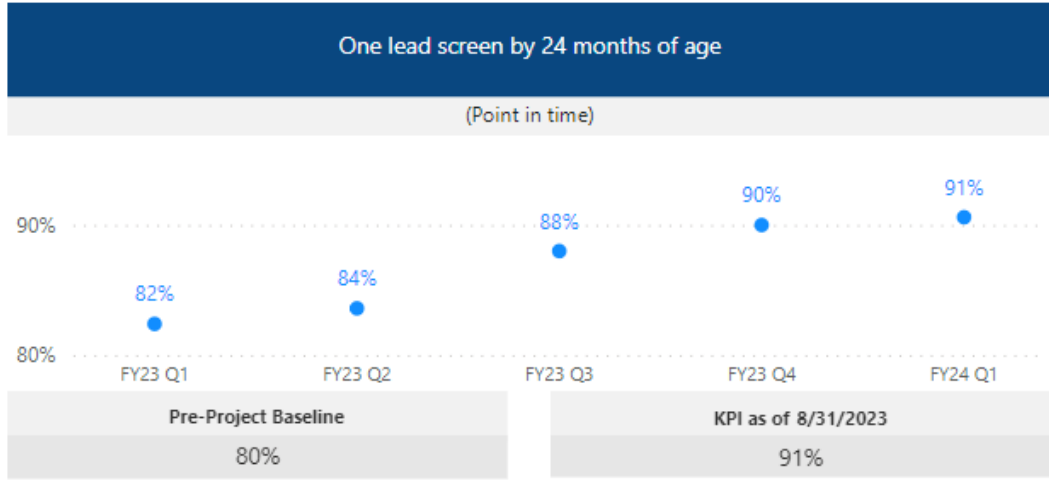 One lead screen by 24 months of age
(Point in time)
91%
90%
88%
90%
84%
82%
80%
FY23 Q1 FY23 Q2 FY23 Q3 FY23 Q4 FY24 Q1
Pre-Project Baseline KPI as of 8/31/2023
80% 91%